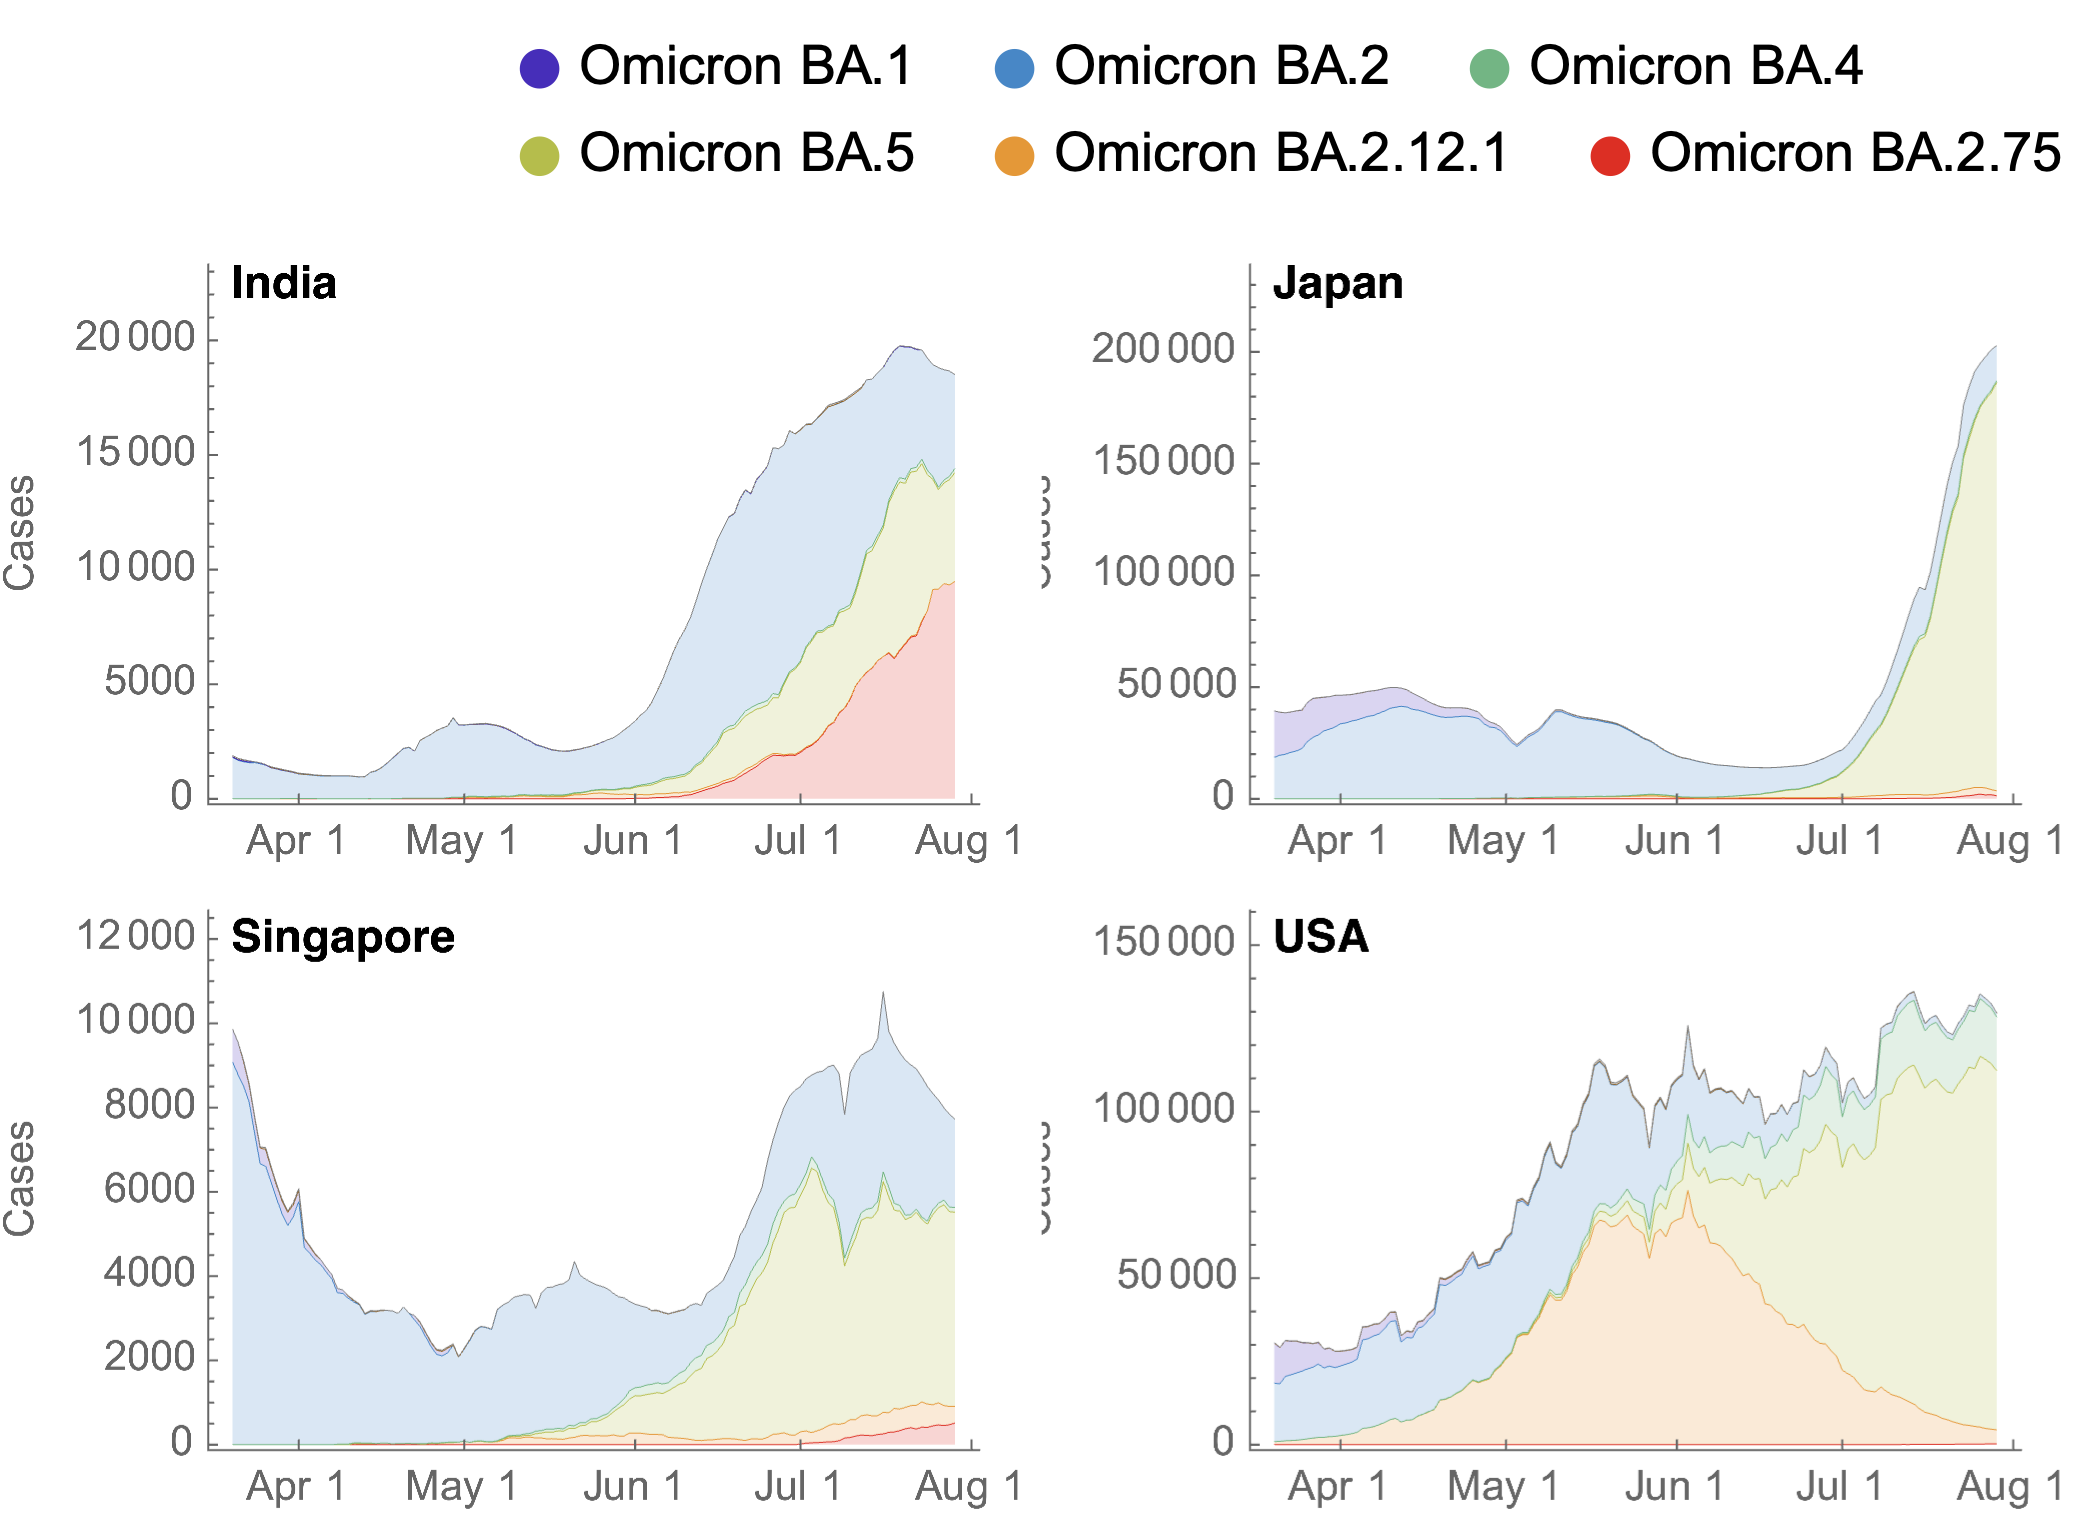 Omicron BA.1 Omicron BA.2 Omicron BA.4
Omicron BA.5 Omicron BA.2.12.1 Omicron BA.2.75
India
20 000
15 000
10 000
5000
0
Cases
Apr 1 May 1 Jun 1 Jul 1 Aug 1
Japan
200 000
150 000
100 000
50 000
0
Apr 1 May 1 Jun 1 Jul 1 Aug 1
Singapore
12 000
10 000
8000
6000
4000
2000
0
Cases
Apr 1 May 1 Jun 1 Jul 1 Aug 1
USA
150 000
100 000
50 000
0
Apr 1 May 1 Jun 1 Jul 1 Aug 1